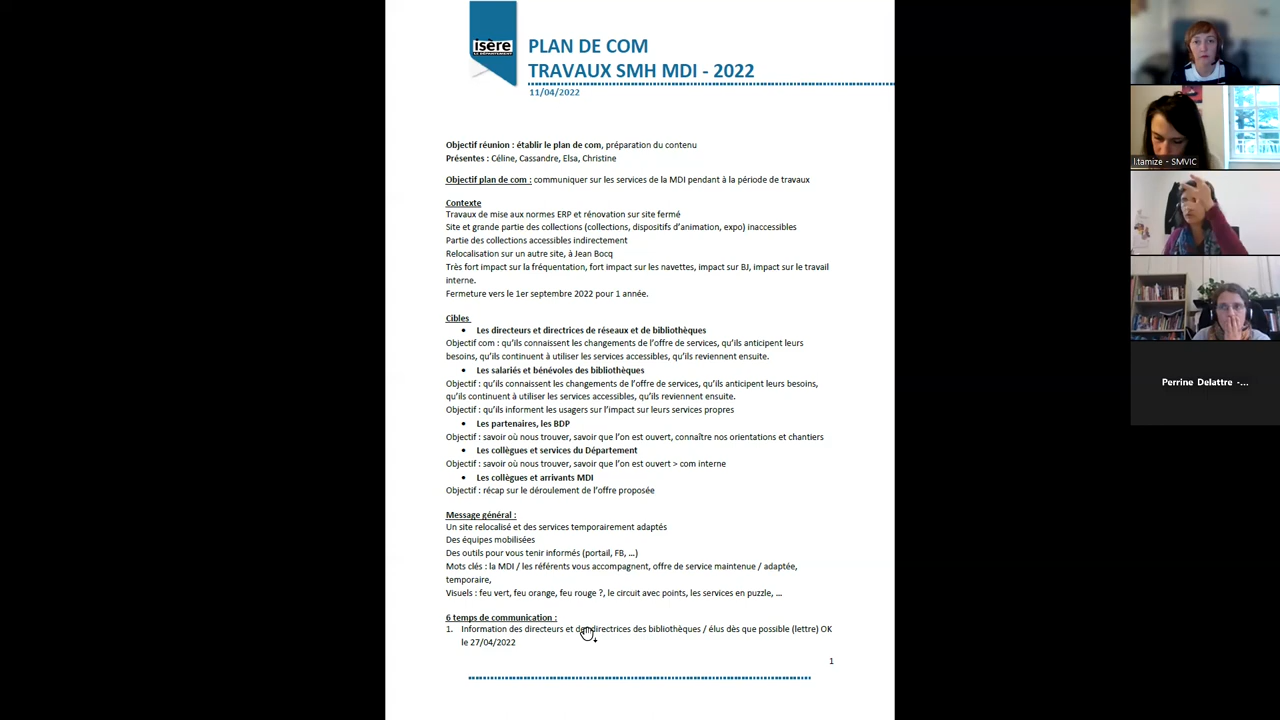 isère
LE DÉPARTEMENT
PLAN DE COM
TRAVAUX SMH MDI - 2022
11/04/2022
Objectif réunion : établir le plan de com, préparation du contenu
Présentes : Céline, Cassandre, Elsa, Christine
Objectif plan de com : communiquer sur les services de la MDI pendant à la période de travaux
Contexte
Travaux de mise aux normes ERP et rénovation sur site fermé
Site et grande partie des collections (collections, dispositifs d'animation, expo) inaccessibles
Partie des collections accessibles indirectement
Relocalisation sur un autre site, à Jean Bocq
Très fort impact sur la fréquentation, fort impact sur les navettes, impact sur BJ, impact sur le travail
interne.
Fermeture vers le 1er septembre 2022 pour 1 année.
Cibles
• Les directeurs et directrices de réseaux et de bibliothèques
Objectif com : qu'ils connaissent les changements de l'offre de services, qu'ils anticipent leurs
besoins, qu'ils continuent à utiliser les services accessibles, qu'ils reviennent ensuite.
• Les salariés et bénévoles des bibliothèques
Objectif : qu'ils connaissent les changements de l'offre de services, qu'ils anticipent leurs besoins,
qu'ils continuent à utiliser les services accessibles, qu'ils reviennent ensuite.
Objectif : qu'ils informent les usagers sur l'impact sur leurs services propres
• Les partenaires, les BDP
Objectif : savoir où nous trouver, savoir que l'on est ouvert, connaître nos orientations et chantiers
• Les collègues et services du Département
Objectif : savoir où nous trouver, savoir que l'on est ouvert > com interne
• Les collègues et arrivants MDI
Objectif : récap sur le déroulement de l'offre proposée
Message général :
Un site relocalisé et des services temporairement adaptés
Des équipes mobilisées
Des outils pour vous tenir informés (portail, FB, ...)
Mots clés : la MDI / les référents vous accompagnent, offre de service maintenue / adaptée,
temporaire,
Visuels : feu vert, feu orange, feu rouge ?, le circuit avec points, les services en puzzle, ...
6 temps de communication :
1. Information des directeurs et des directrices des bibliothèques / élus dès que possible (lettre) OK
le 27/04/2022
1
l.tamize - SMVIC
Perrine Delattre -...